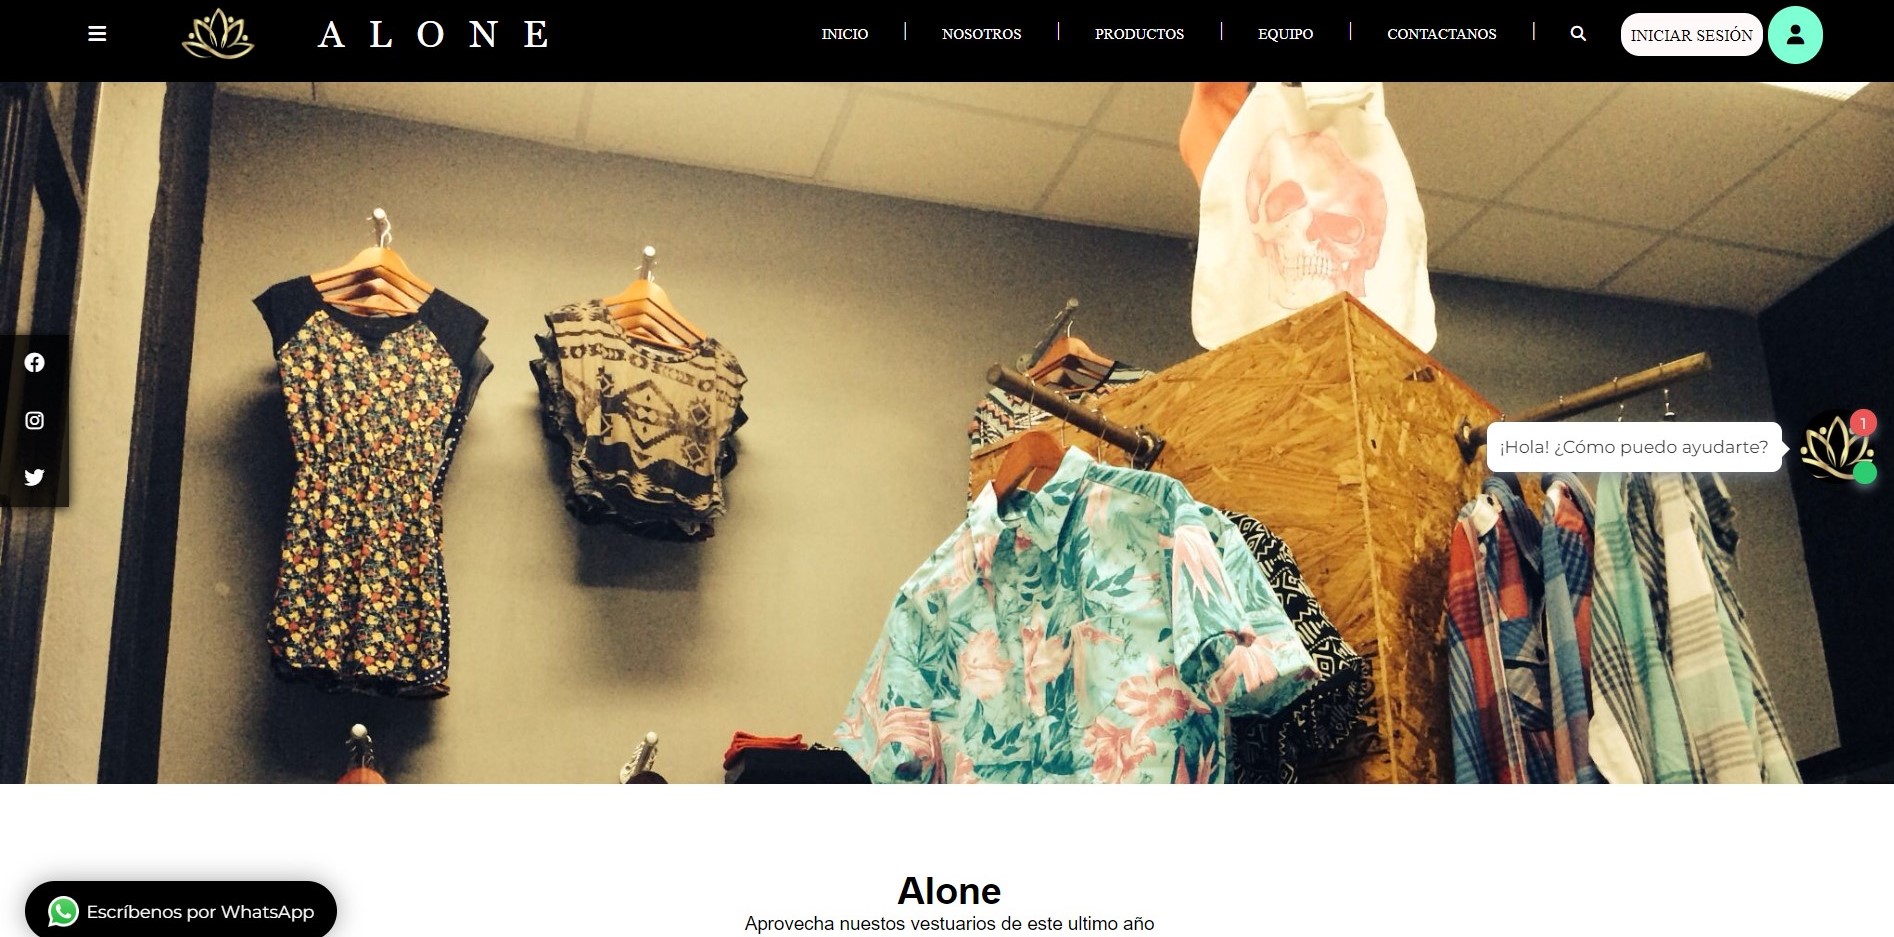 ALONE
INICIO | NOSOTROS | PRODUCTOS | EQUIPO | CONTACTANOS |
INICIAR SESIÓN
¡Hola! ¿Cómo puedo ayudarte?
1
Alone
Aprovecha nuestos vestuarios de este ultimo año
Escríbenos por WhatsApp